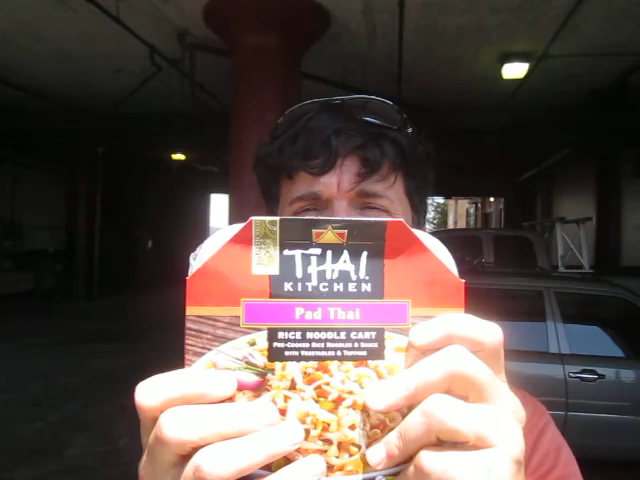 THAI
KITCHEN
Pad Thai
RICE NOODLE CART
PRE-COOKED RICE NOODLES & SAUCE
WITH VEGETABLES & TOPPING